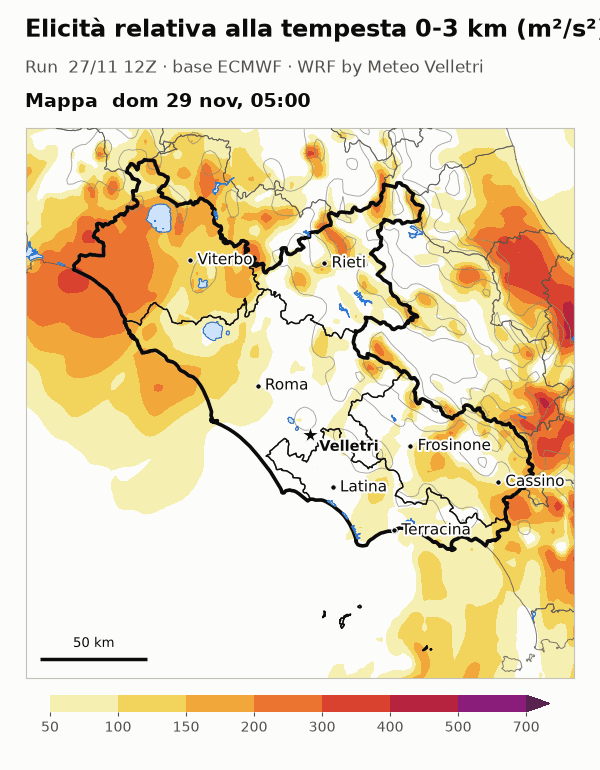 Elicità relativa alla tempesta 0-3 km (m²/s²)
Run  27/11 12Z · base ECMWF · WRF by Meteo Velletri
Mappa  dom 29 nov, 05:00
Viterbo
Rieti
Roma
Velletri
Frosinone
Cassino
Latina
Terracina
50 km
50 100 150 200 300 400 500 700